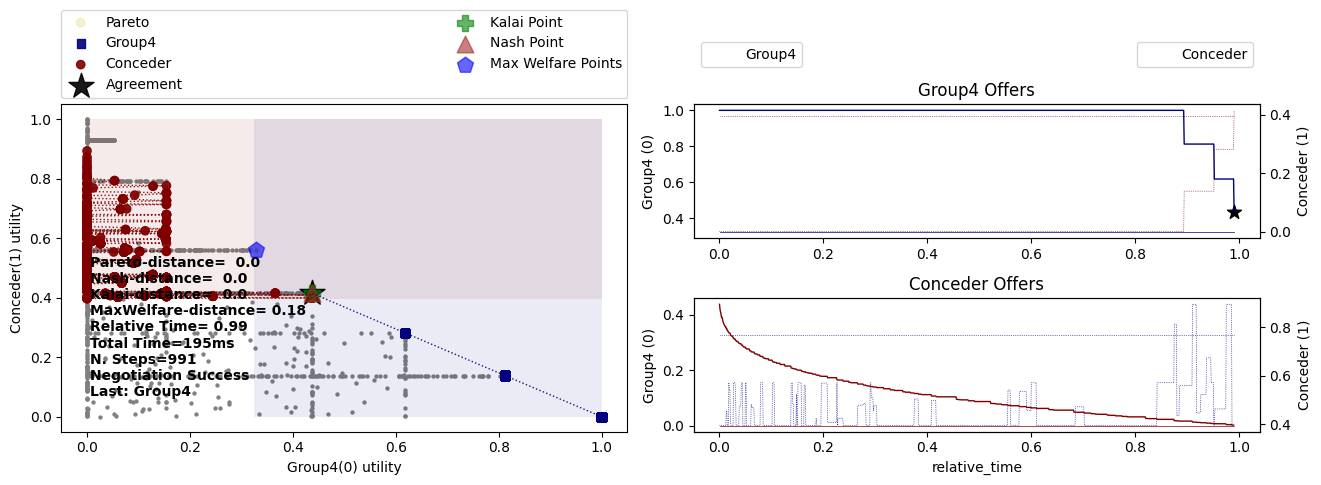 Pareto
Group4
Conceder
Agreement
Kalai Point
Nash Point
Max Welfare Points
Group4
Conceder
1.0
0.8
0.6
0.4
0.2
0.0
Conceder(1) utility
Pareto-distance= 0.0
Nash-distance= 0.0
Kalai-distance= 0.0
MaxWelfare-distance= 0.18
Relative Time= 0.99
Total Time=195ms
N. Steps=991
Negotiation Success
Last: Group4
0.0 0.2 0.4 0.6 0.8 1.0
Group4(0) utility
Group4 Offers
1.0
0.8
0.6
0.4
Group4 (0)
0.4
0.2
0.0
Conceder (1)
0.0 0.2 0.4 0.6 0.8 1.0
Conceder Offers
0.4
0.2
0.0
Group4 (0)
0.8
0.6
0.4
Conceder (1)
0.0 0.2 0.4 0.6 0.8 1.0
relative_time